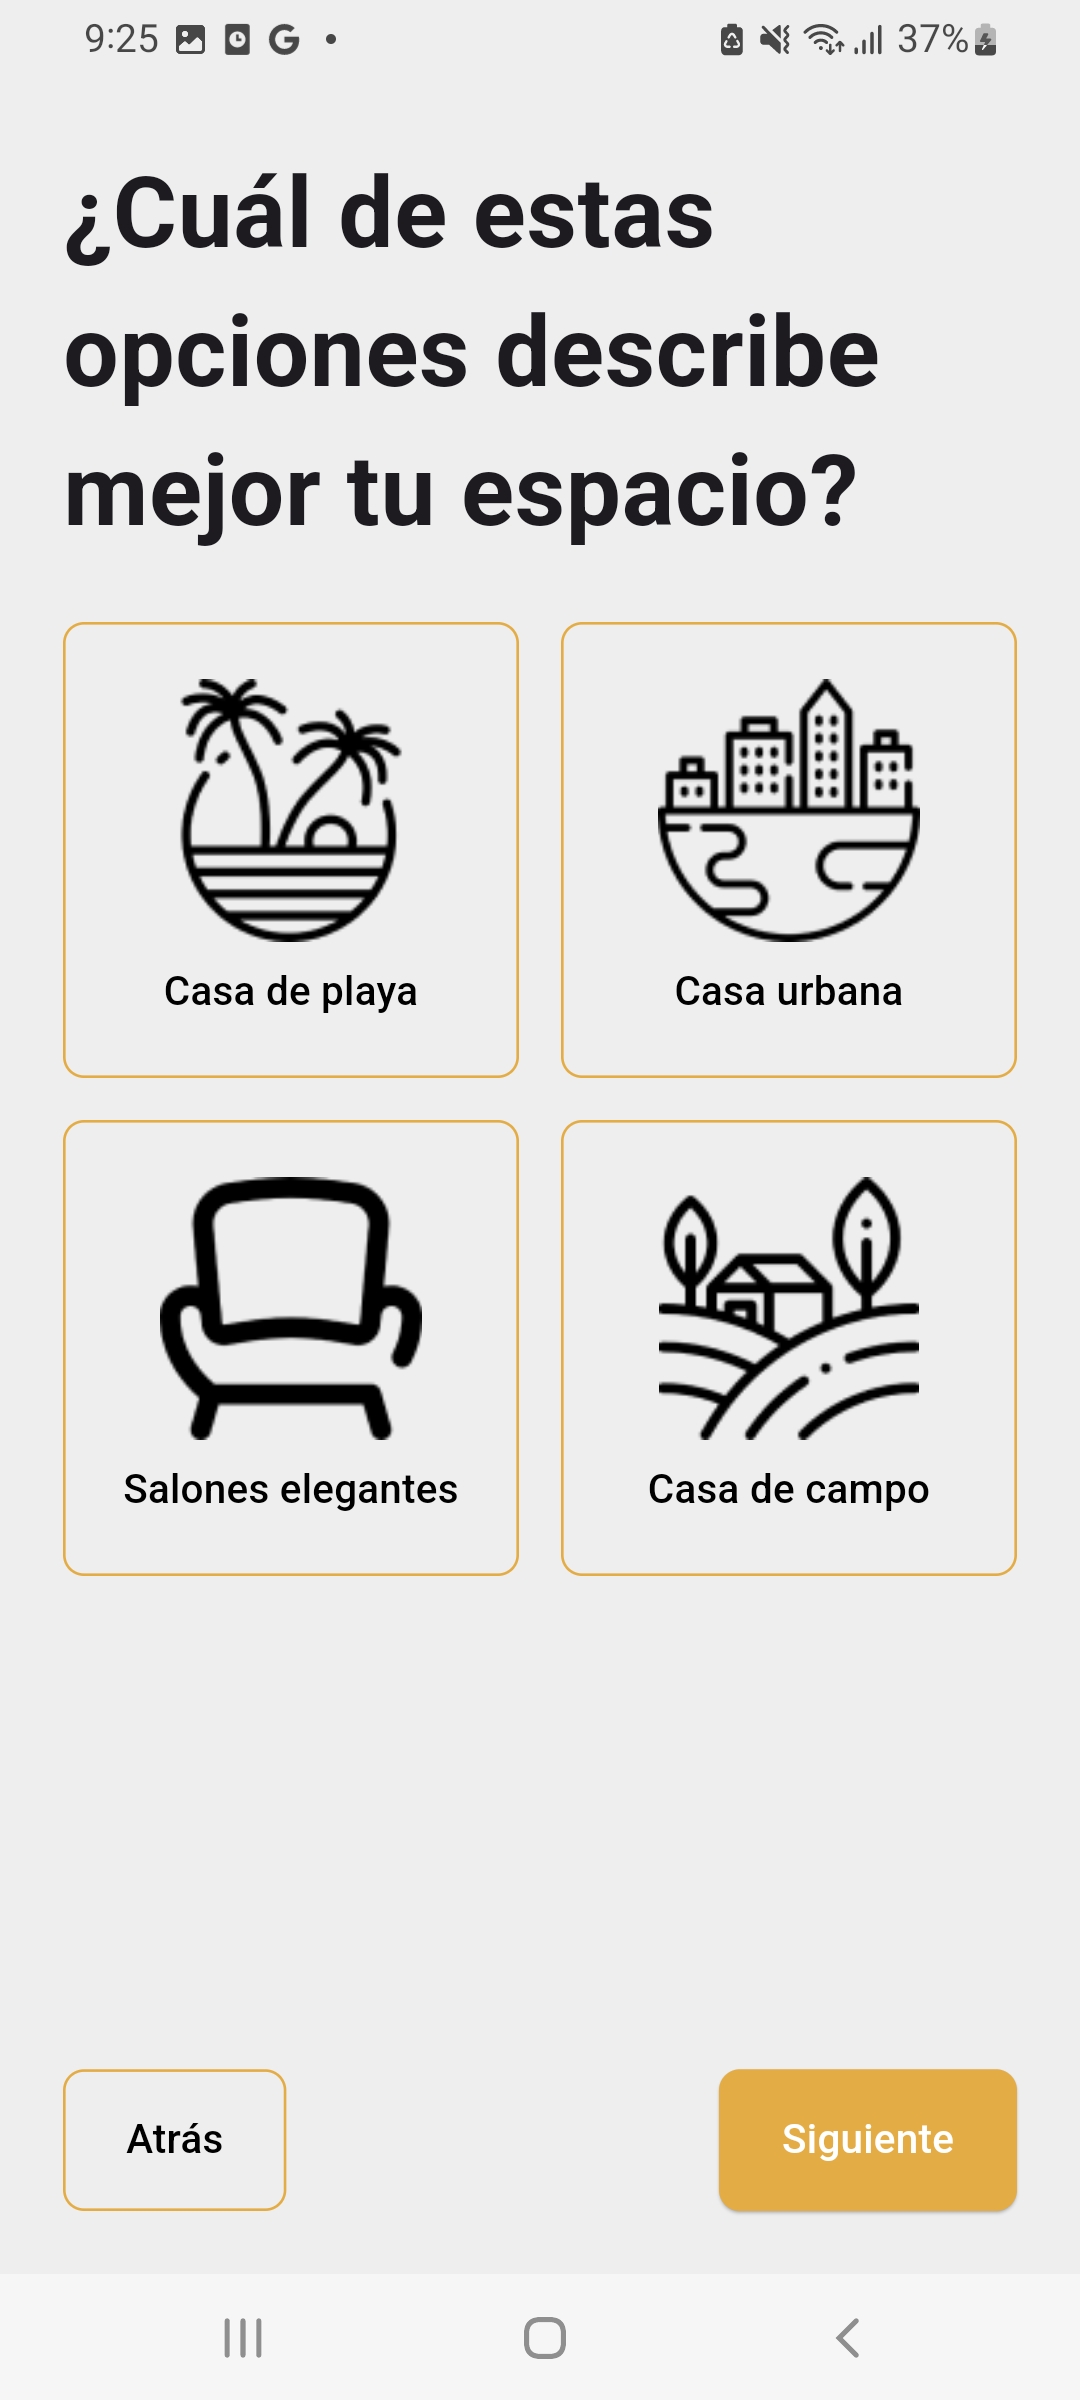 9:25
37%
¿Cuál de estas
opciones describe
mejor tu espacio?
Casa de playa
Casa urbana
Salones elegantes
Casa de campo
Atrás
Siguiente